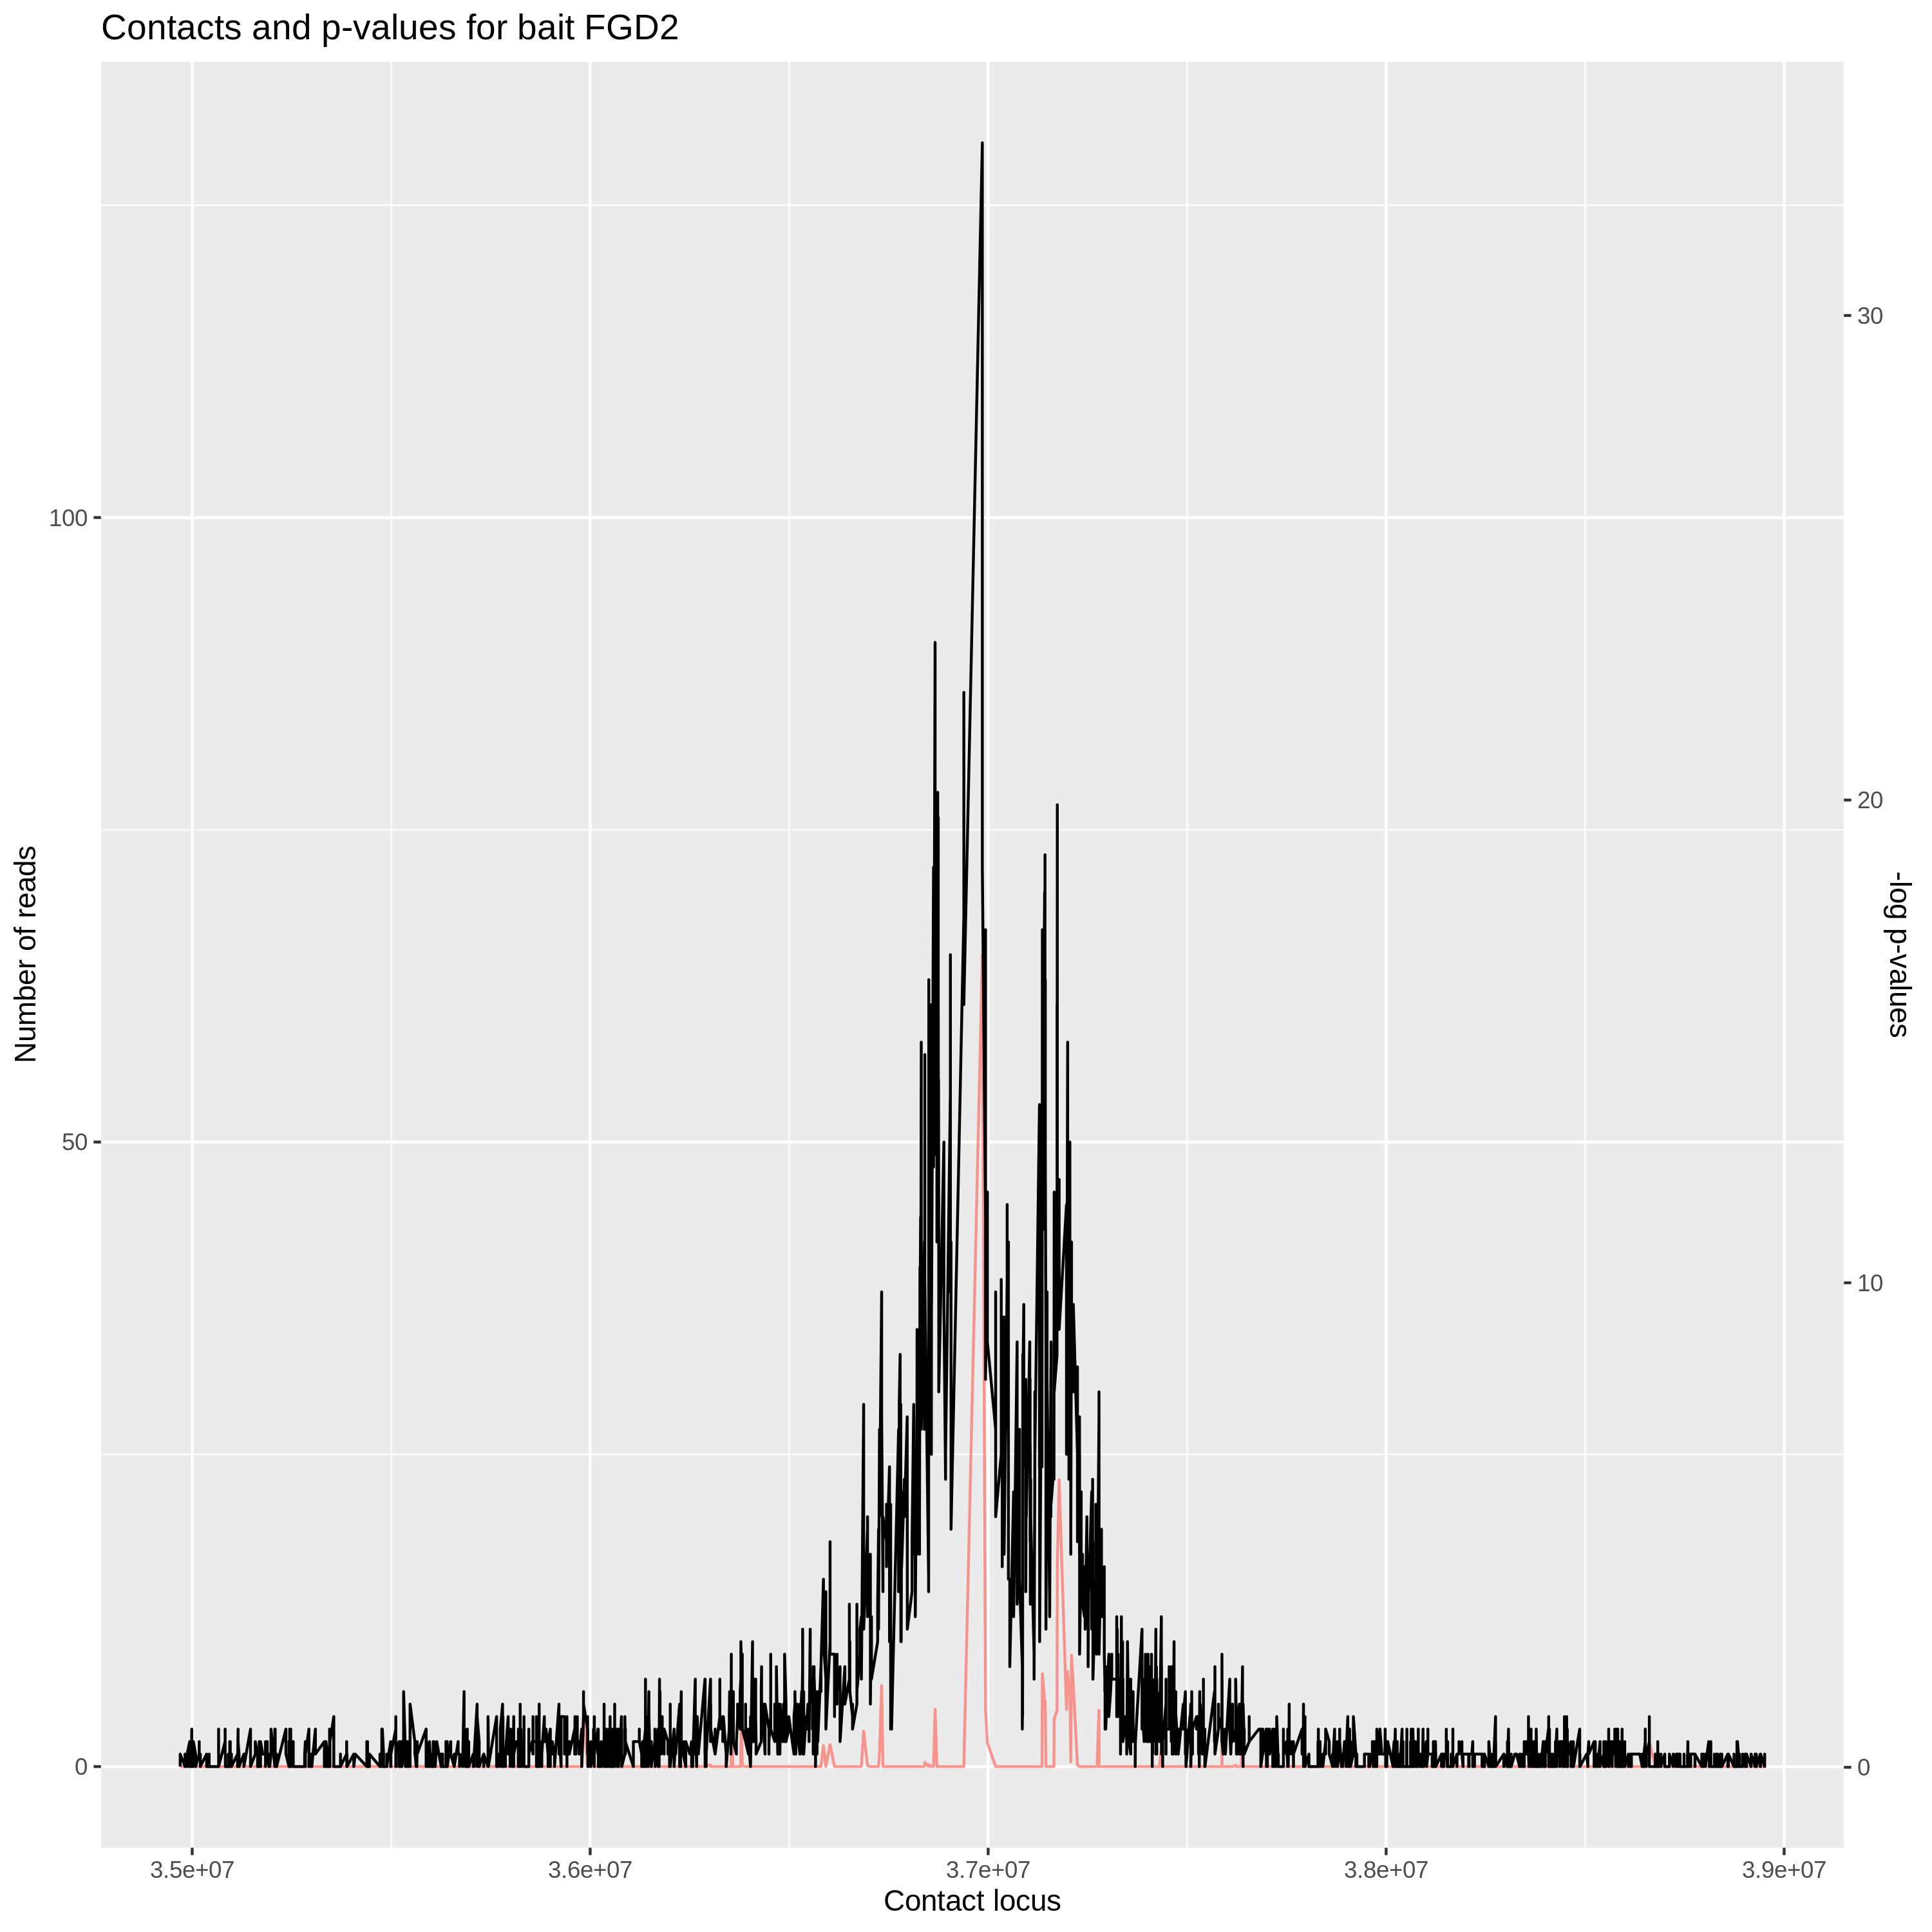 Contacts and p-values for bait FGD2
Number of reads
100
50
0
30
20
10
0
-log p-values
3.5e+07 3.6e+07 3.7e+07 3.8e+07 3.9e+07
Contact locus